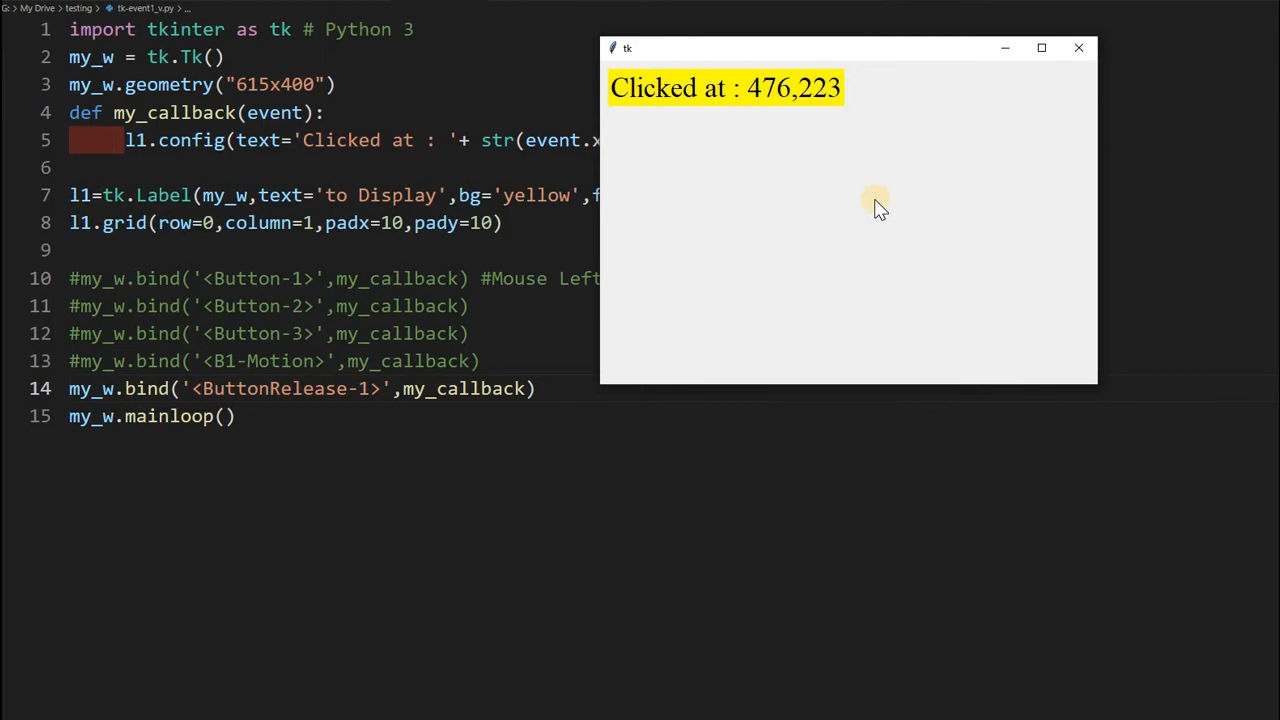 G: > My Drive > testing > tk-event1_v.py > ...
1 import tkinter as tk # Python 3
2 my_w = tk.Tk()
3 my_w.geometry("615x400")
4 def my_callback(event):
5 l1.config(text='Clicked at : '+ str(event.x
6
7 l1=tk.Label(my_w,text='to Display',bg='yellow',f
8 l1.grid(row=0,column=1,padx=10,pady=10)
9
10 #my_w.bind('<Button-1>',my_callback) #Mouse Left
11 #my_w.bind('<Button-2>',my_callback)
12 #my_w.bind('<Button-3>',my_callback)
13 #my_w.bind('<B1-Motion>',my_callback)
14 my_w.bind('<ButtonRelease-1>',my_callback)
15 my_w.mainloop()
tk
Clicked at : 476,223